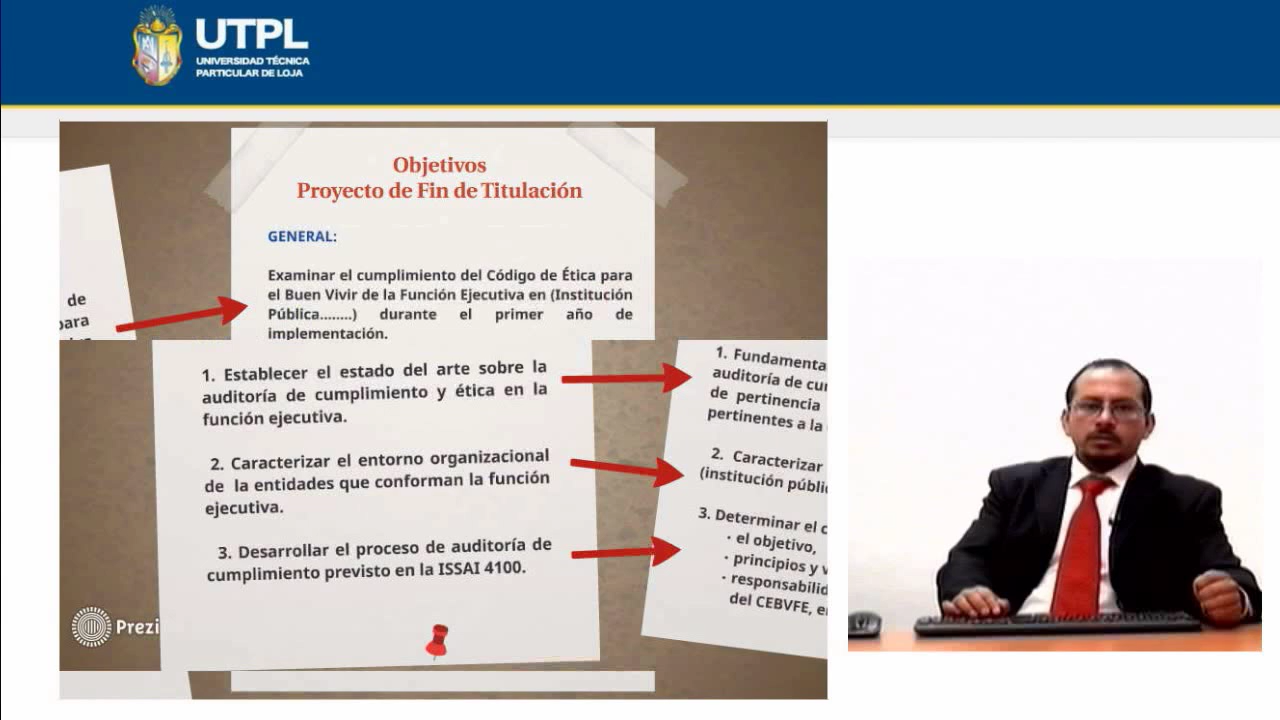 UTPL
UNIVERSIDAD TÉCNICA
PARTICULAR DE LOJA
Objetivos
Proyecto de Fin de Titulación
GENERAL:
Examinar el cumplimiento del Código de Ética para
el Buen Vivir de la Función Ejecutiva en (Institución
Pública........) durante el primer año de
implementación.
de
para
1. Establecer el estado del arte sobre la
auditoría de cumplimiento y ética en la
función ejecutiva.
2. Caracterizar el entorno organizacional
de la entidades que conforman la función
ejecutiva.
3. Desarrollar el proceso de auditoría de
cumplimiento previsto en la ISSAI 4100.
1. Fundamenta
auditoría de cu
de pertinencia
pertinentes a la
2. Caracterizar
(institución públi
3. Determinar el c
· el objetivo,
· principios y v
· responsabilid
del CEBVFE, e
Prezi